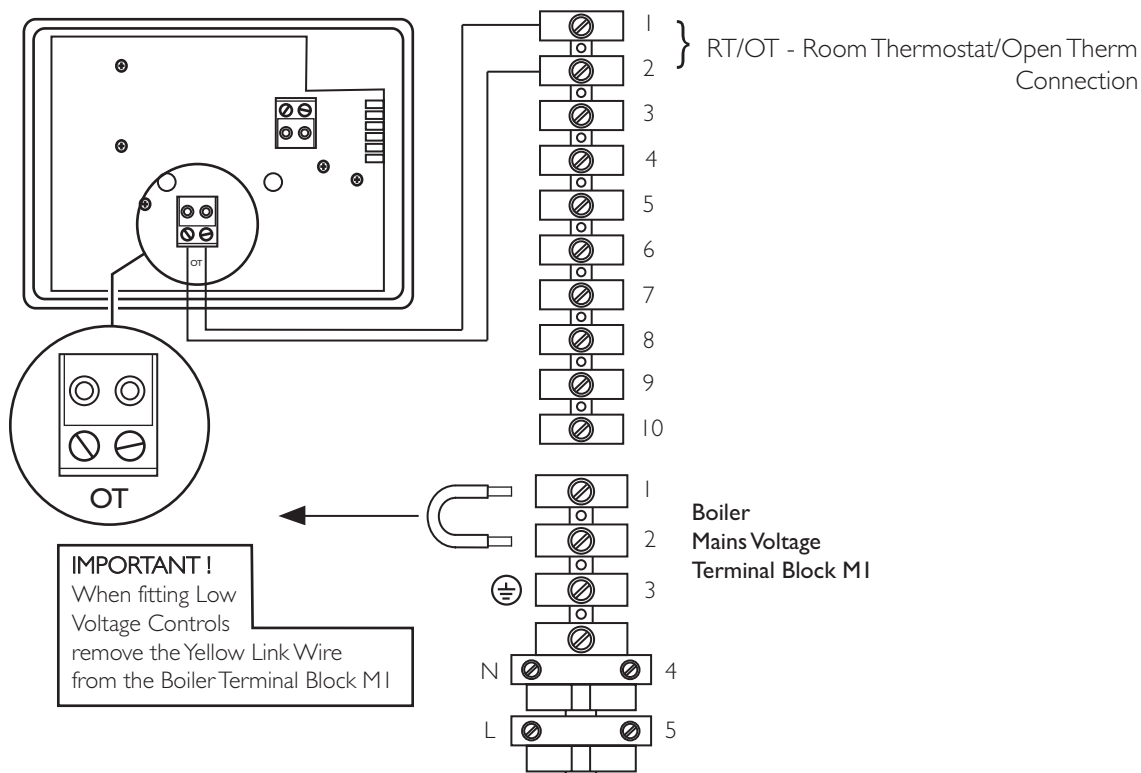 1
RT/OT - Room Thermostat/Open Therm
Connection
2
3
4
5
6
7
8
9
10
OT
OT
IMPORTANT !
When fitting Low
Voltage Controls
remove the Yellow Link Wire
from the Boiler Terminal Block M1
1
2
3
N
4
L
5
Boiler
Mains Voltage
Terminal Block M1